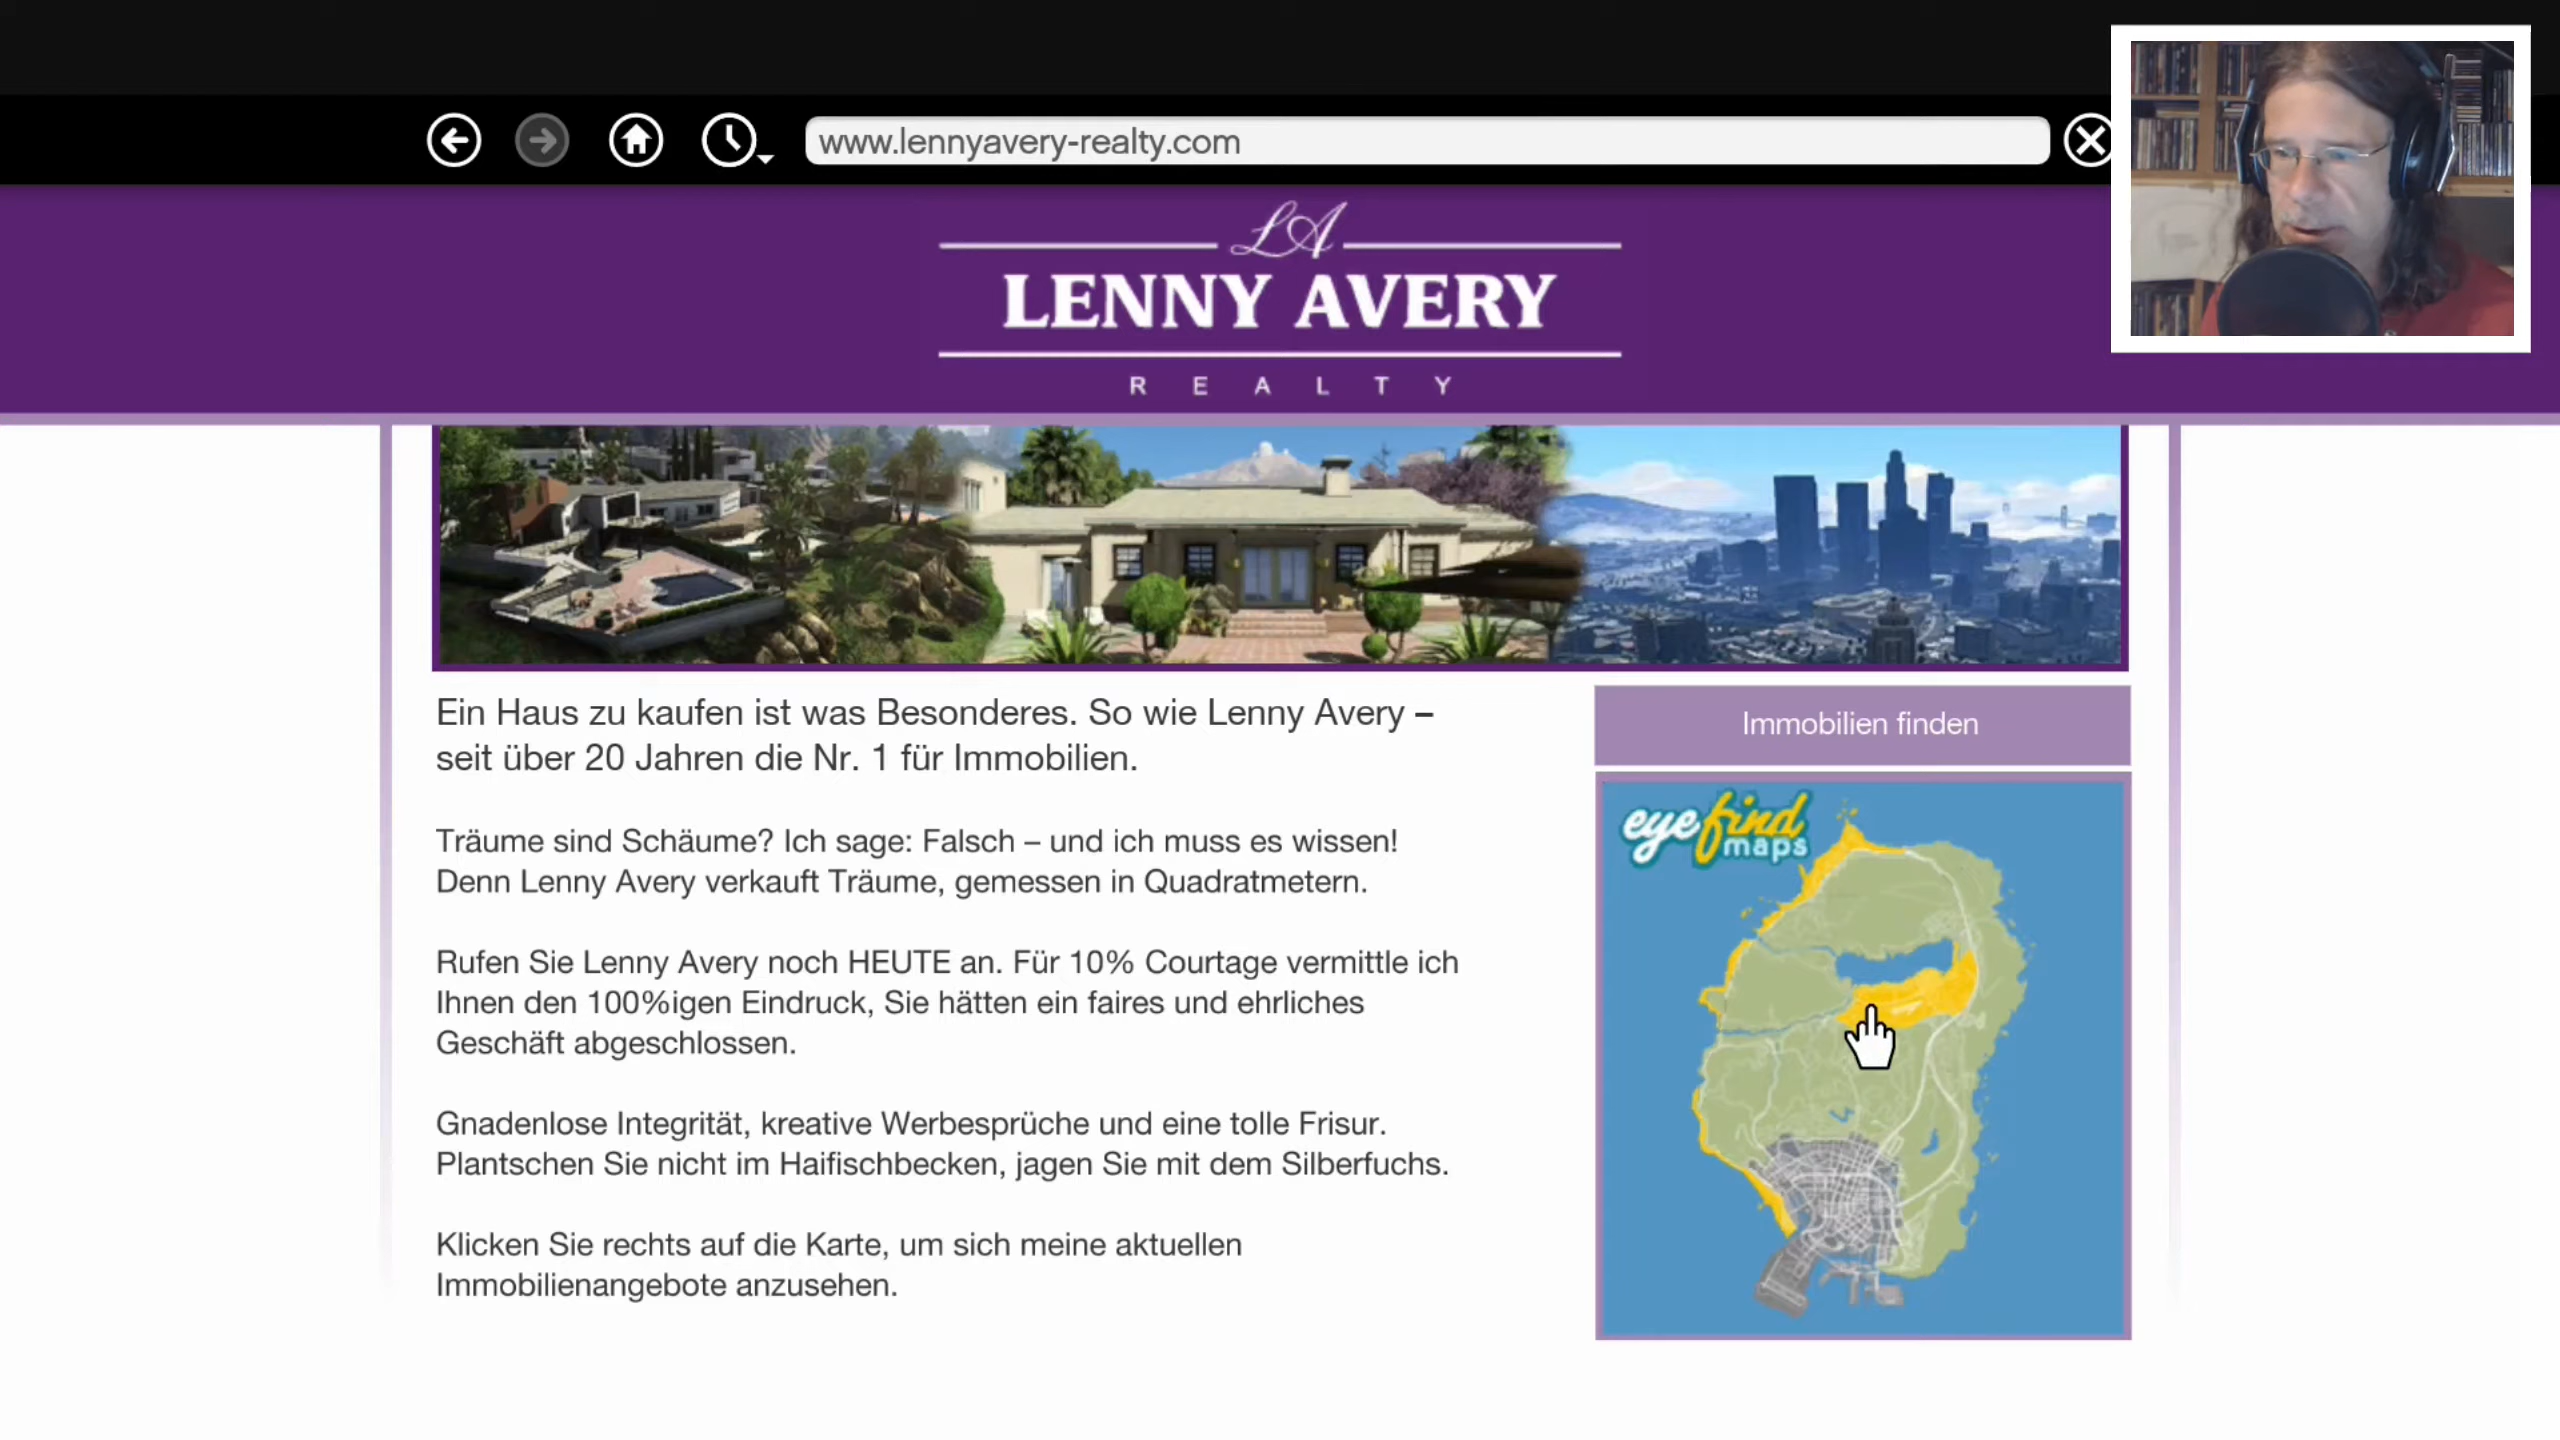 www.lennyavery-realty.com
LA
LENNY AVERY
REALTY
Ein Haus zu kaufen ist was Besonderes. So wie Lenny Avery –
seit über 20 Jahren die Nr. 1 für Immobilien.
Träume sind Schäume? Ich sage: Falsch – und ich muss es wissen!
Denn Lenny Avery verkauft Träume, gemessen in Quadratmetern.
Rufen Sie Lenny Avery noch HEUTE an. Für 10% Courtage vermittle ich
Ihnen den 100%igen Eindruck, Sie hätten ein faires und ehrliches
Geschäft abgeschlossen.
Gnadenlose Integrität, kreative Werbesprüche und eine tolle Frisur.
Plantschen Sie nicht im Haifischbecken, jagen Sie mit dem Silberfuchs.
Klicken Sie rechts auf die Karte, um sich meine aktuellen
Immobilienangebote anzusehen.
Immobilien finden
eyefind
maps